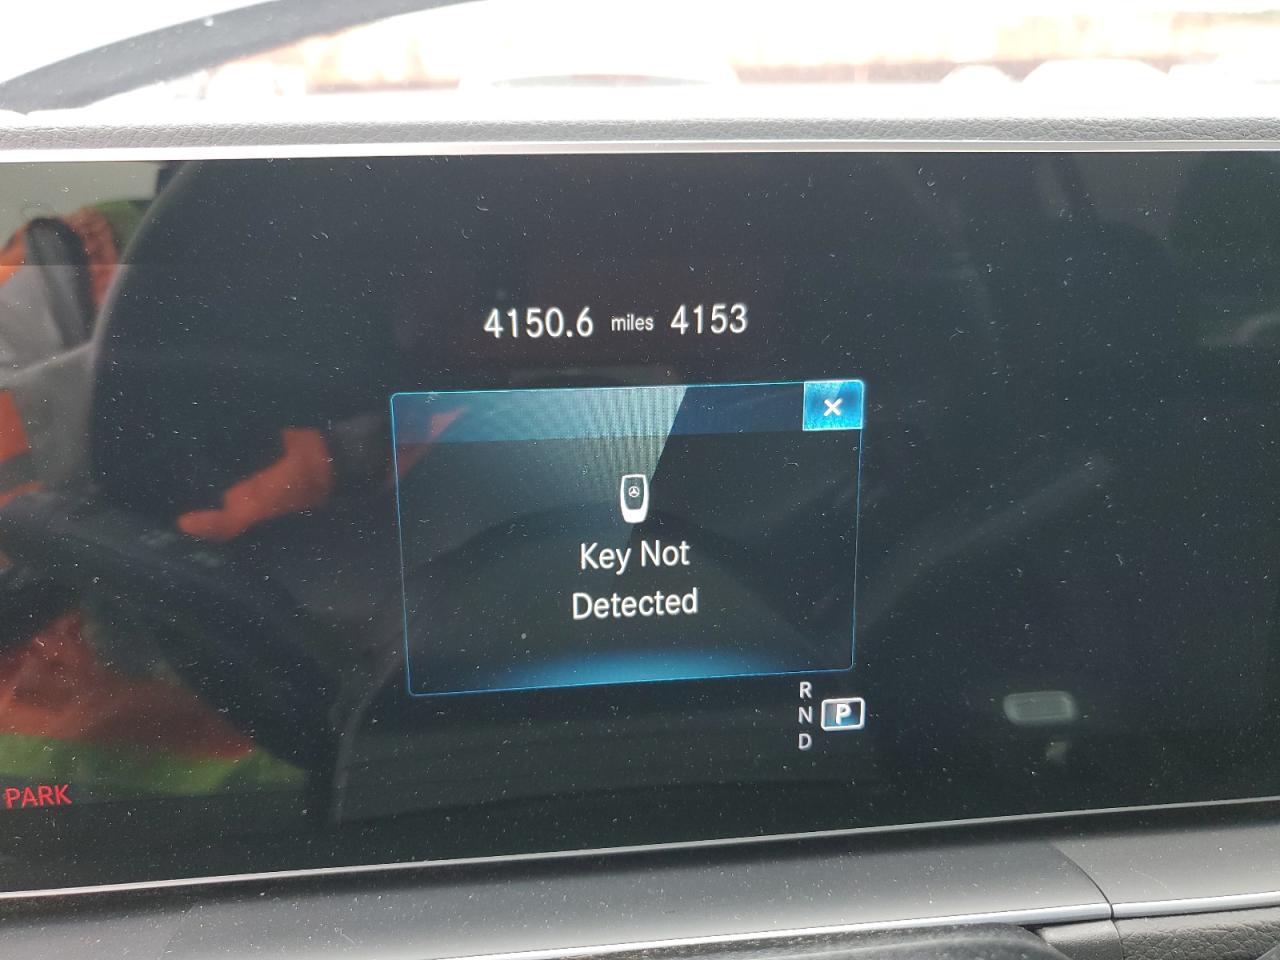 4150.6 miles 4153
×
Key Not
Detected
R
N P
D
PARK